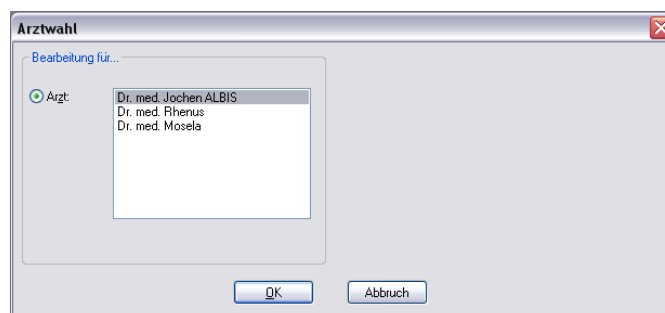 Arztwahl
Bearbeitung für...
Arzt:
Dr. med. Jochen ALBIS
Dr. med. Rhenus
Dr. med. Mosela
OK
Abbruch